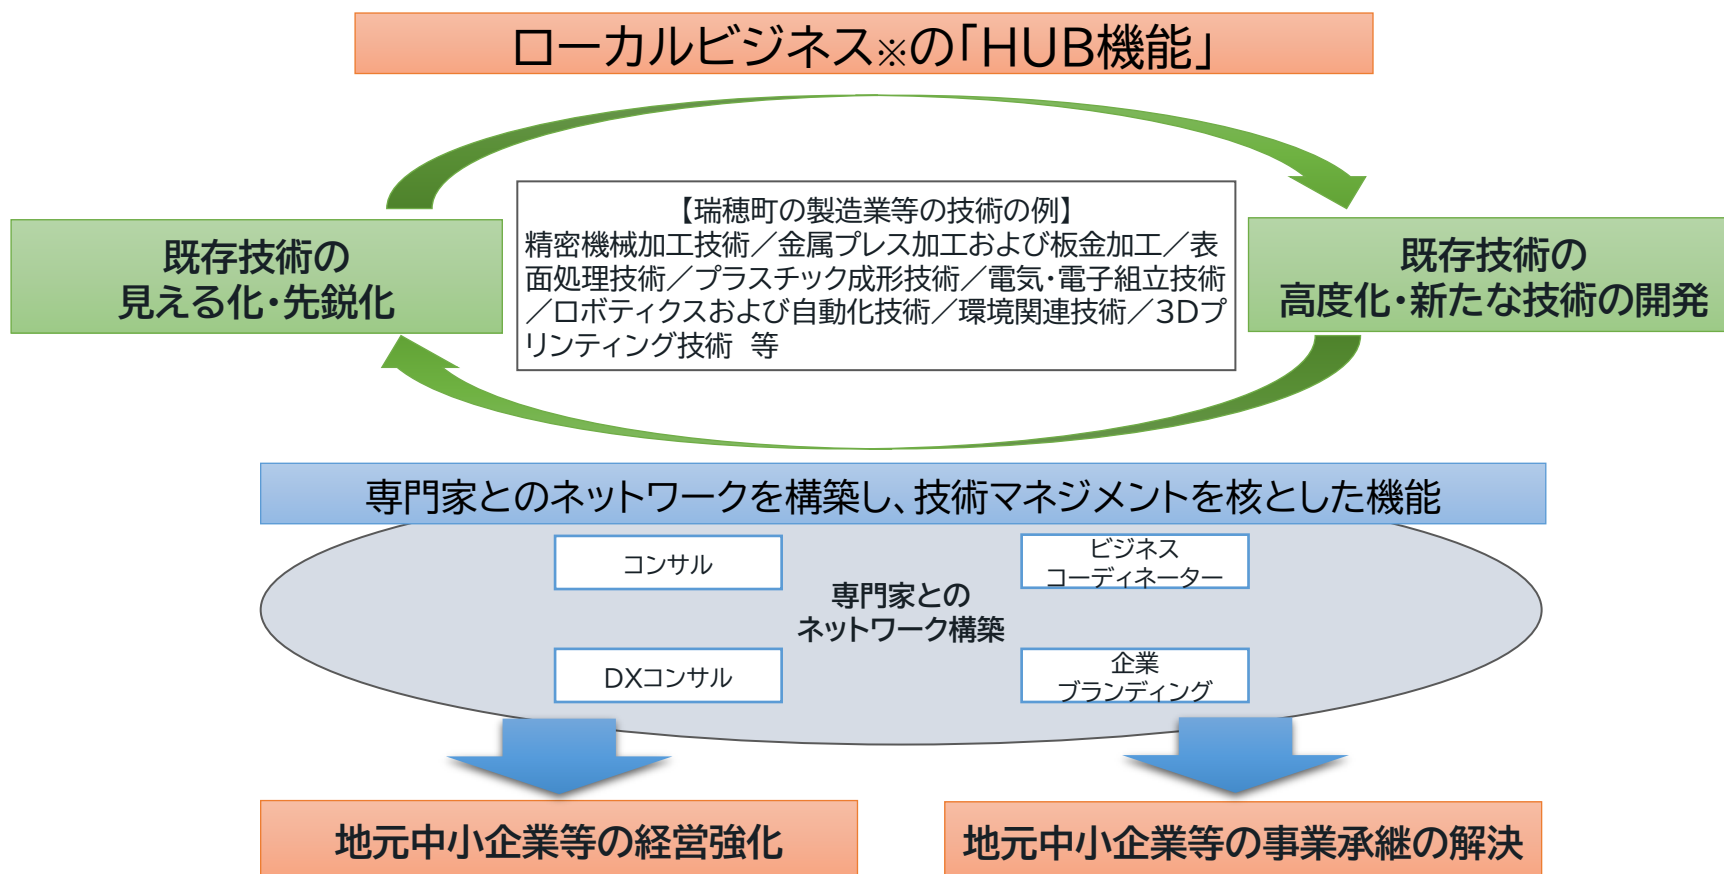 ローカルビジネス※の「HUB機能」
【瑞穂町の製造業等の技術の例】
精密機械加工技術／金属プレス加工および板金加工／表
面処理技術／プラスチック成形技術／電気・電子組立技術
／ロボティクスおよび自動化技術／環境関連技術／3Dプ
リンティング技術　等
既存技術の
見える化・先鋭化
既存技術の
高度化・新たな技術の開発
専門家とのネットワークを構築し、技術マネジメントを核とした機能
コンサル
ビジネス
コーディネーター
専門家との
ネットワーク構築
DXコンサル
企業
ブランディング
地元中小企業等の経営強化
地元中小企業等の事業承継の解決